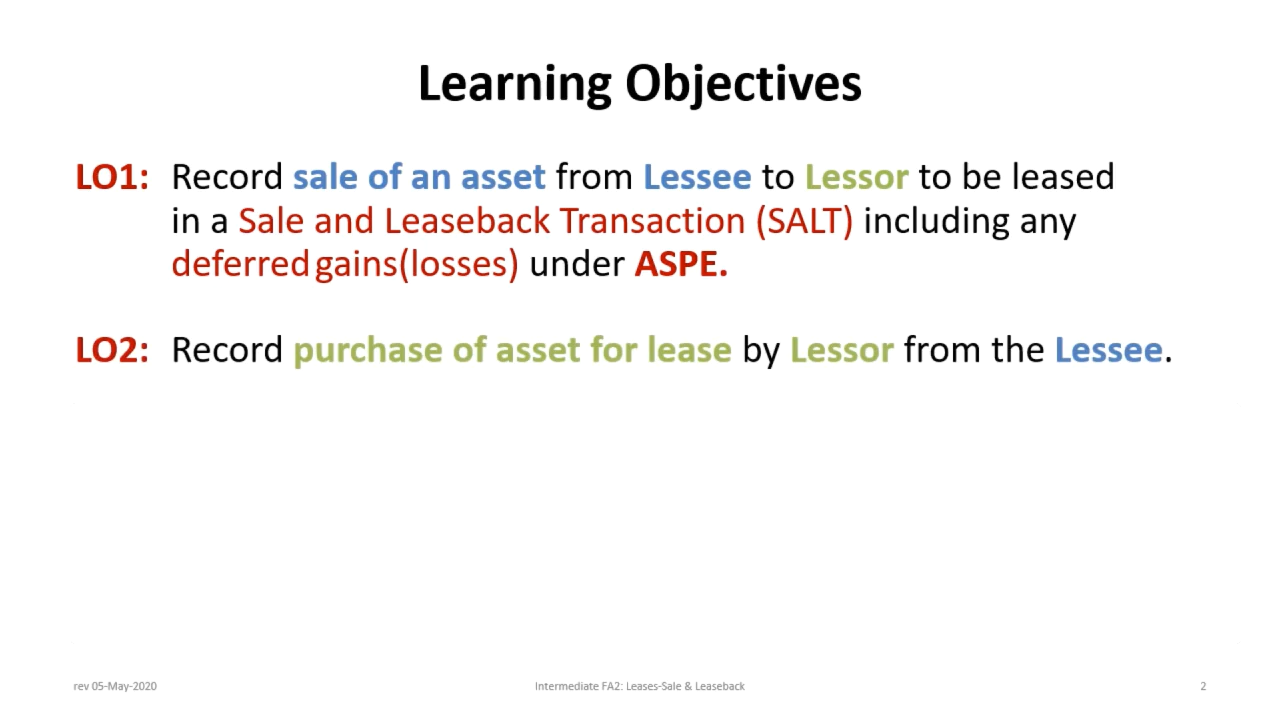 Learning Objectives
LO1: Record sale of an asset from Lessee to Lessor to be leased
in a Sale and Leaseback Transaction (SALT) including any
deferred gains(losses) under ASPE.
LO2: Record purchase of asset for lease by Lessor from the Lessee.
rev 05-May-2020 Intermediate FA2: Leases-Sale & Leaseback 2